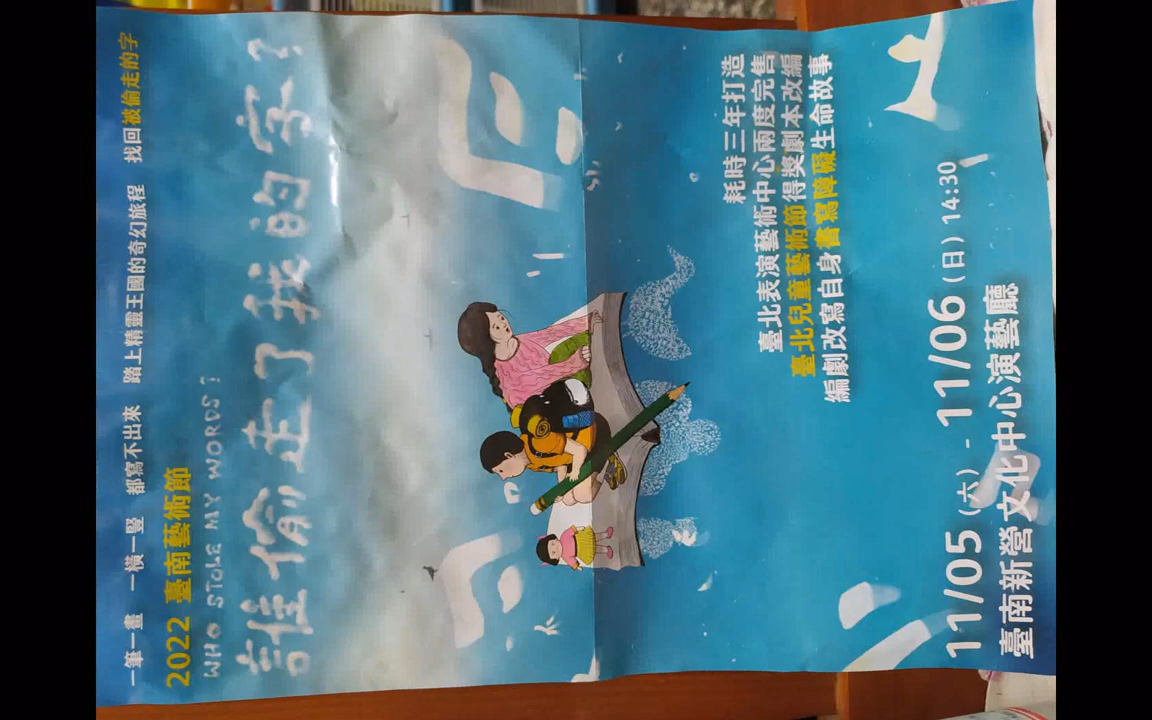 一筆一畫 一橫一豎 都寫不出來 踏上精靈王國的奇幻旅程 找回被偷走的字
2022 臺南藝術節
WHO STOLE MY WORDS?
誰偷走了我的字?
耗時三年打造
臺北表演藝術中心兩度完售
臺北兒童藝術節得獎劇本改編
編劇改寫自身書寫障礙生命故事
11/05 (六) - 11/06 (日) 14:30
臺南新營文化中心演藝廳